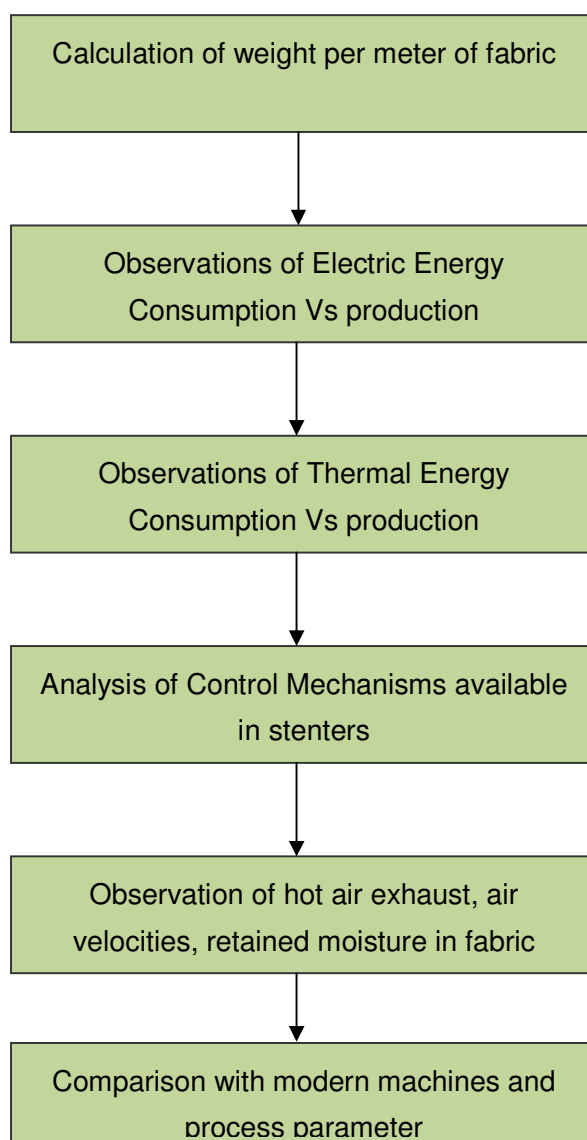 Calculation of weight per meter of fabric
Observations of Electric Energy
Consumption Vs production
Observations of Thermal Energy
Consumption Vs production
Analysis of Control Mechanisms available
in stenters
Observation of hot air exhaust, air
velocities, retained moisture in fabric
Comparison with modern machines and
process parameter